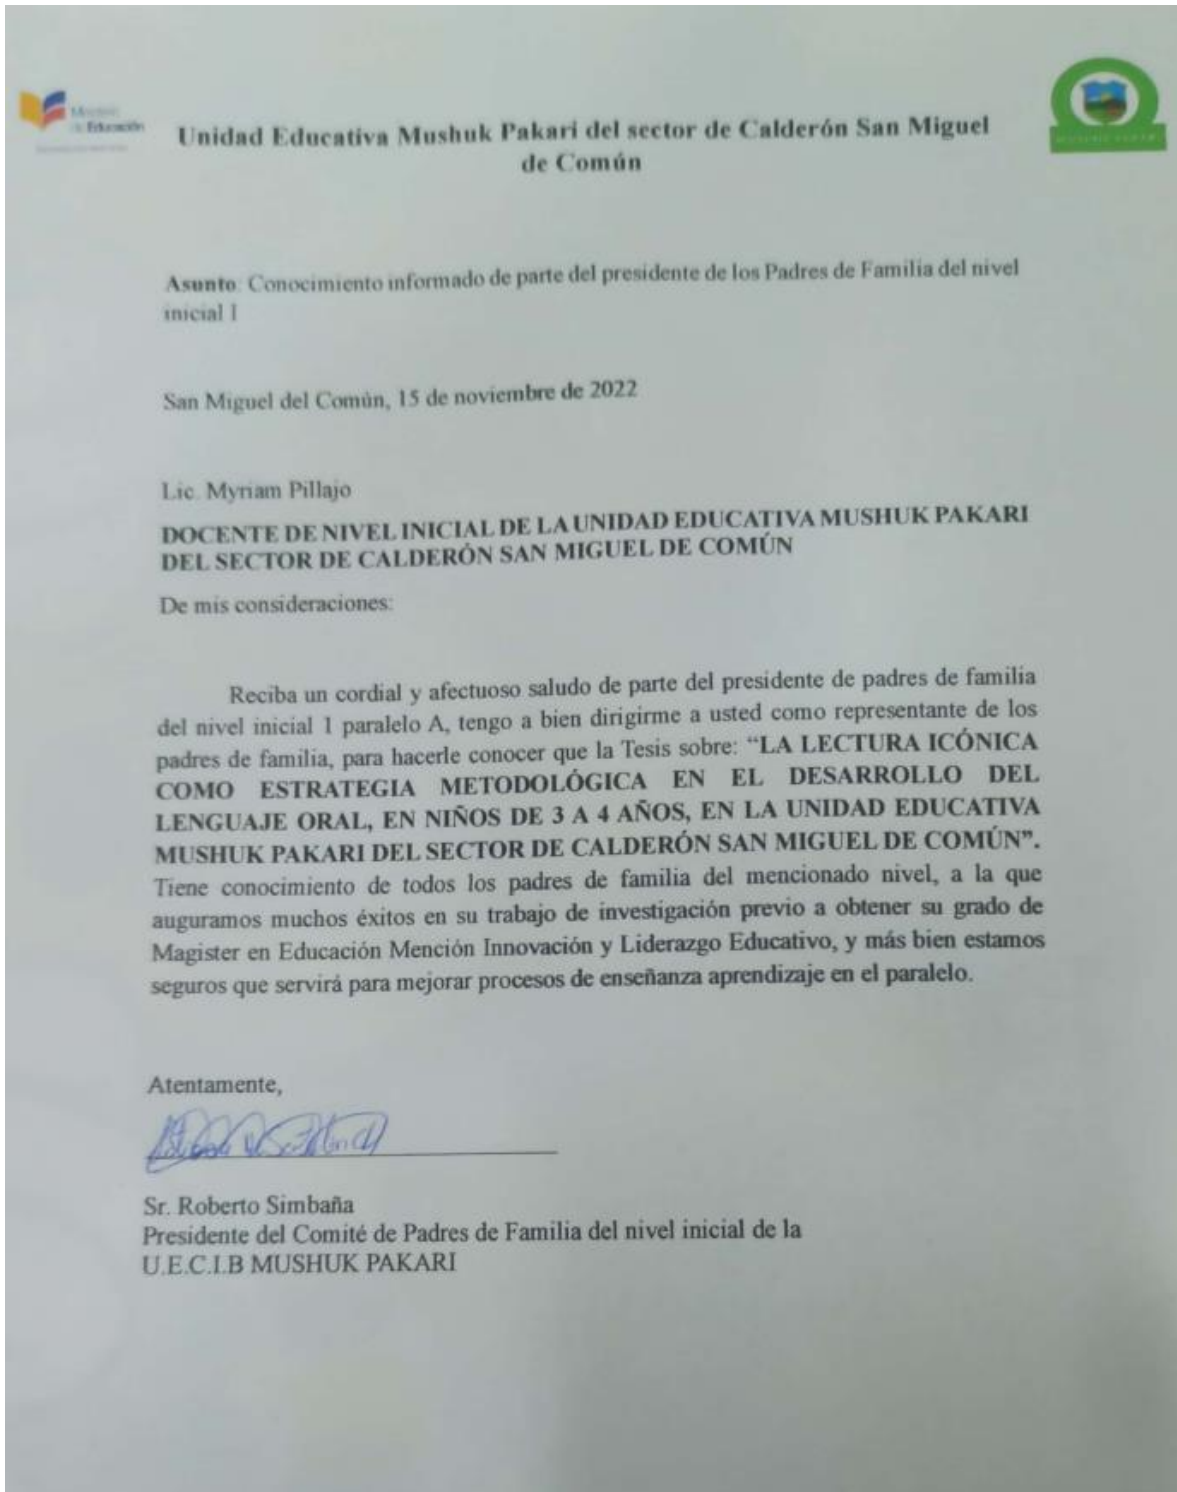 Ministerio
de Educación
Unidad Educativa Mushuk Pakari del sector de Calderón San Miguel
de Común
MUSHUK PAKARI
Asunto: Conocimiento informado de parte del presidente de los Padres de Familia del nivel
inicial I
San Miguel del Común, 15 de noviembre de 2022
Lic. Myriam Pillajo
DOCENTE DE NIVEL INICIAL DE LA UNIDAD EDUCATIVA MUSHUK PAKARI
DEL SECTOR DE CALDERÓN SAN MIGUEL DE COMÚN
De mis consideraciones:
Reciba un cordial y afectuoso saludo de parte del presidente de padres de familia
del nivel inicial 1 paralelo A, tengo a bien dirigirme a usted como representante de los
padres de familia, para hacerle conocer que la Tesis sobre: “LA LECTURA ICÓNICA
COMO ESTRATEGIA METODOLÓGICA EN EL DESARROLLO DEL
LENGUAJE ORAL, EN NIÑOS DE 3 A 4 AÑOS, EN LA UNIDAD EDUCATIVA
MUSHUK PAKARI DEL SECTOR DE CALDERÓN SAN MIGUEL DE COMÚN”.
Tiene conocimiento de todos los padres de familia del mencionado nivel, a la que
auguramos muchos éxitos en su trabajo de investigación previo a obtener su grado de
Magister en Educación Mención Innovación y Liderazgo Educativo, y más bien estamos
seguros que servirá para mejorar procesos de enseñanza aprendizaje en el paralelo.
Atentamente,
Sr. Roberto Simbaña
Presidente del Comité de Padres de Familia del nivel inicial de la
U.E.C.I.B MUSHUK PAKARI